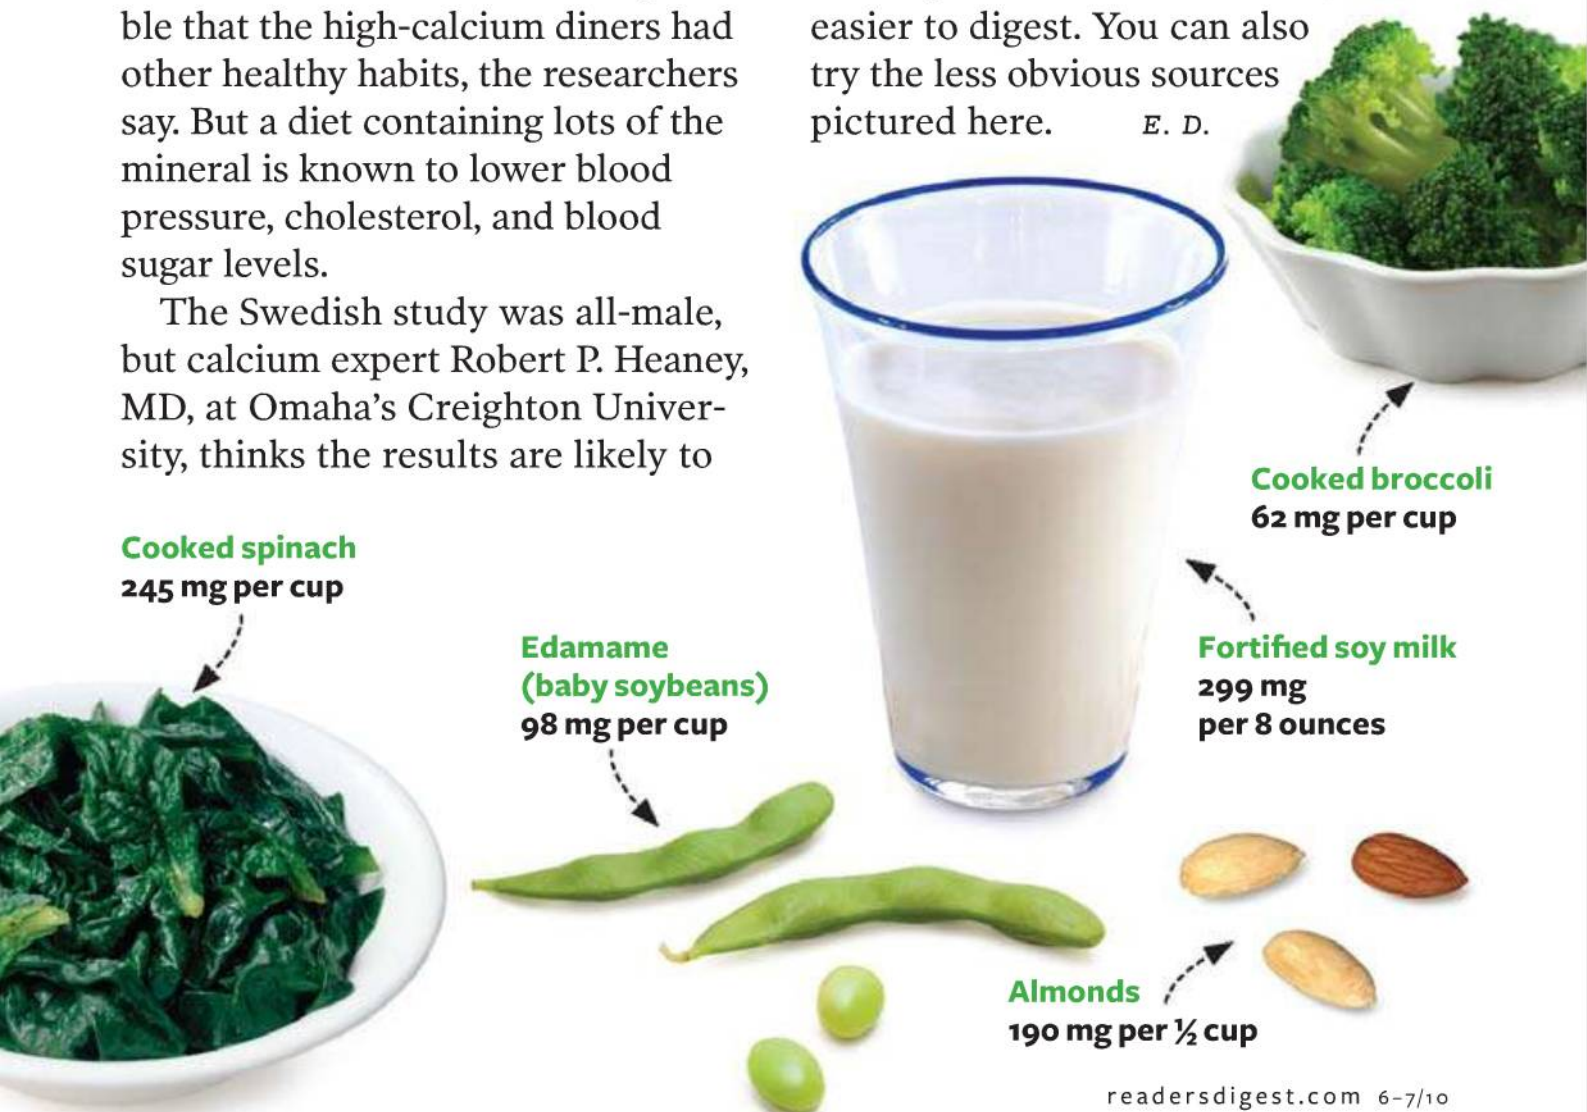 ble that the high-calcium diners had
other healthy habits, the researchers
say. But a diet containing lots of the
mineral is known to lower blood
pressure, cholesterol, and blood
sugar levels.
The Swedish study was all-male,
but calcium expert Robert P. Heaney,
MD, at Omaha's Creighton Univer-
sity, thinks the results are likely to
easier to digest. You can also
try the less obvious sources
pictured here. E. D.
Cooked broccoli
62 mg per cup
Cooked spinach
245 mg per cup
Edamame
(baby soybeans)
98 mg per cup
Fortified soy milk
299 mg
per 8 ounces
Almonds
190 mg per ½ cup
readersdigest.com 6–7/10